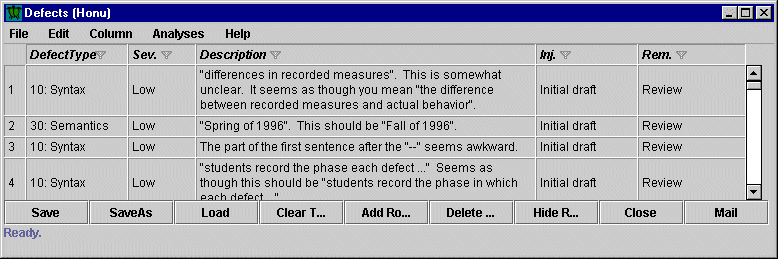 Defects (Honu)
File Edit Column Analyses Help
DefectType Sev. Description Inj. Rem.
"differences in recorded measures". This is somewhat
1 10: Syntax Low unclear. It seems as though you mean "the difference Initial draft Review
between recorded measures and actual behavior".
2 30: Semantics Low "Spring of 1996". This should be "Fall of 1996". Initial draft Review
3 10: Syntax Low The part of the first sentence after the "--" seems awkward. Initial draft Review
"students record the phase each defect ..." Seems as
4 10: Syntax Low though this should be "students record the phase in which Initial draft Review
each defect ..."
Save SaveAs Load Clear T... Add Ro... Delete ... Hide R... Close Mail
Ready.